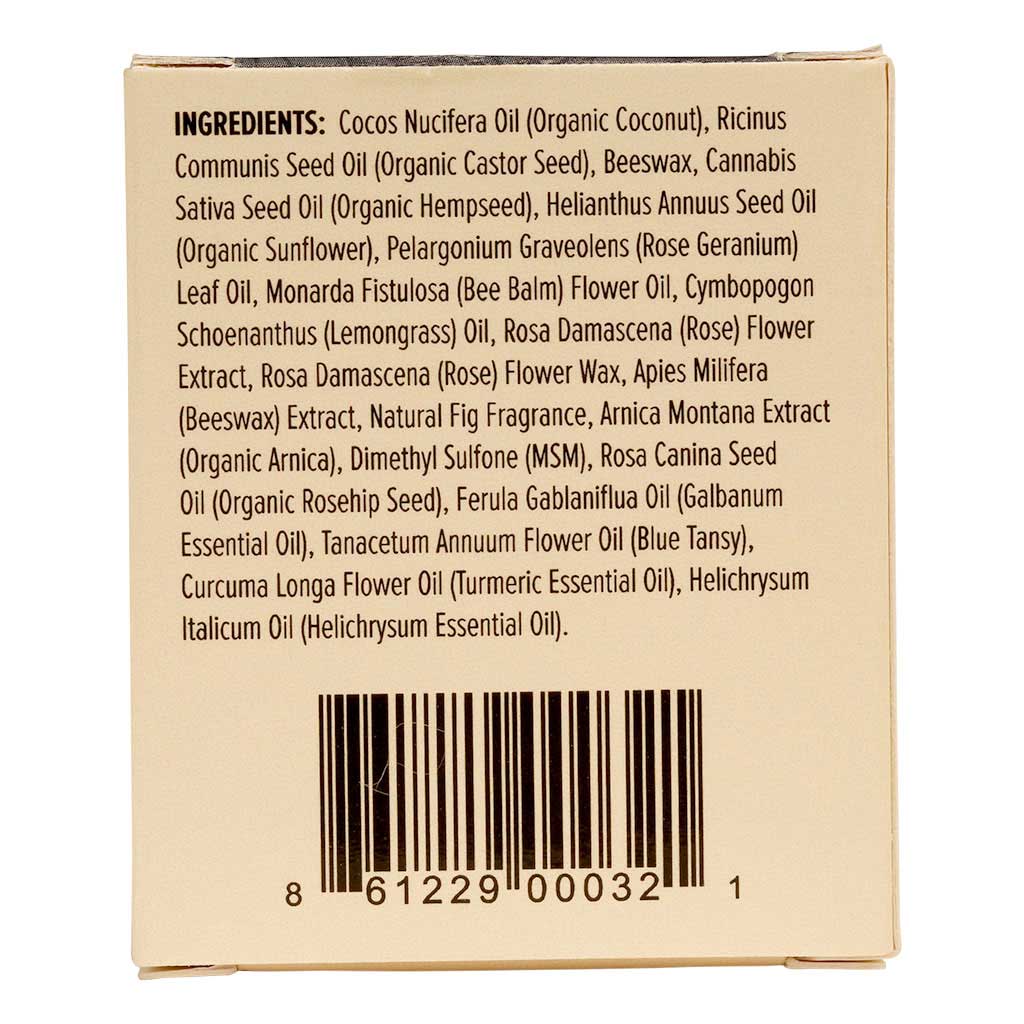 INGREDIENTS: Cocos Nucifera Oil (Organic Coconut), Ricinus
Communis Seed Oil (Organic Castor Seed), Beeswax, Cannabis
Sativa Seed Oil (Organic Hempseed), Helianthus Annuus Seed Oil
(Organic Sunflower), Pelargonium Graveolens (Rose Geranium)
Leaf Oil, Monarda Fistulosa (Bee Balm) Flower Oil, Cymbopogon
Schoenanthus (Lemongrass) Oil, Rosa Damascena (Rose) Flower
Extract, Rosa Damascena (Rose) Flower Wax, Apies Milifera
(Beeswax) Extract, Natural Fig Fragrance, Arnica Montana Extract
(Organic Arnica), Dimethyl Sulfone (MSM), Rosa Canina Seed
Oil (Organic Rosehip Seed), Ferula Gablaniflua Oil (Galbanum
Essential Oil), Tanacetum Annuum Flower Oil (Blue Tansy),
Curcuma Longa Flower Oil (Turmeric Essential Oil), Helichrysum
Italicum Oil (Helichrysum Essential Oil).
8 61229 00032 1